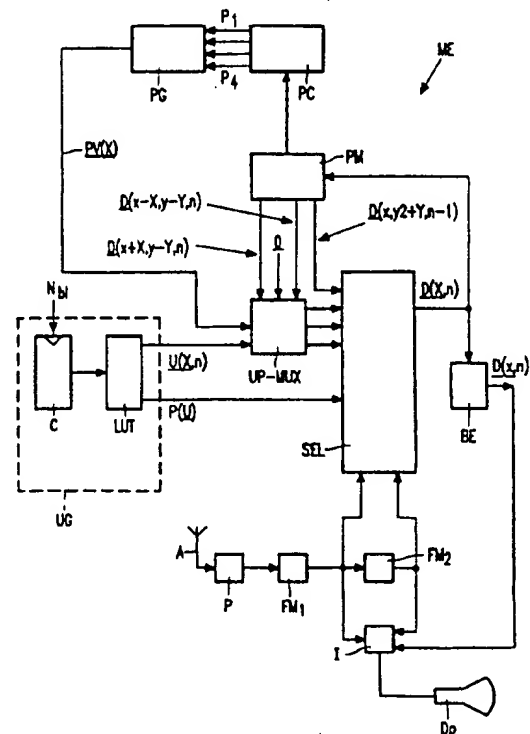 P1
P4
PG
PC
ME
PV(X)
PM
D(x-X,y-Y,n)
D(x+X,y-Y,n)
0
D(x,y2+Y,n-1)
D(X,n)
Nbl
U(X,n)
UP-MUX
D(x,n)
C
LUT
P(U)
SEL
BE
UG
A
P
FM1
FM2
I
Dp